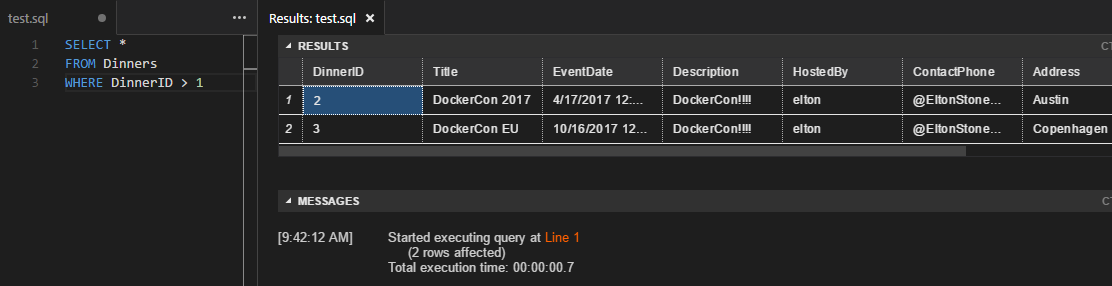 test.sql ● ••• Results: test.sql ×
1 SELECT *
2 FROM Dinners
3 WHERE DinnerID > 1
RESULTS CT
DinnerID Title EventDate Description HostedBy ContactPhone Address
1 2 DockerCon 2017 4/17/2017 12:... DockerCon!!!! elton @EltonStone... Austin
2 3 DockerCon EU 10/16/2017 12... DockerCon!!!! elton @EltonStone... Copenhagen
MESSAGES CT
[9:42:12 AM] Started executing query at Line 1
(2 rows affected)
Total execution time: 00:00:00.7